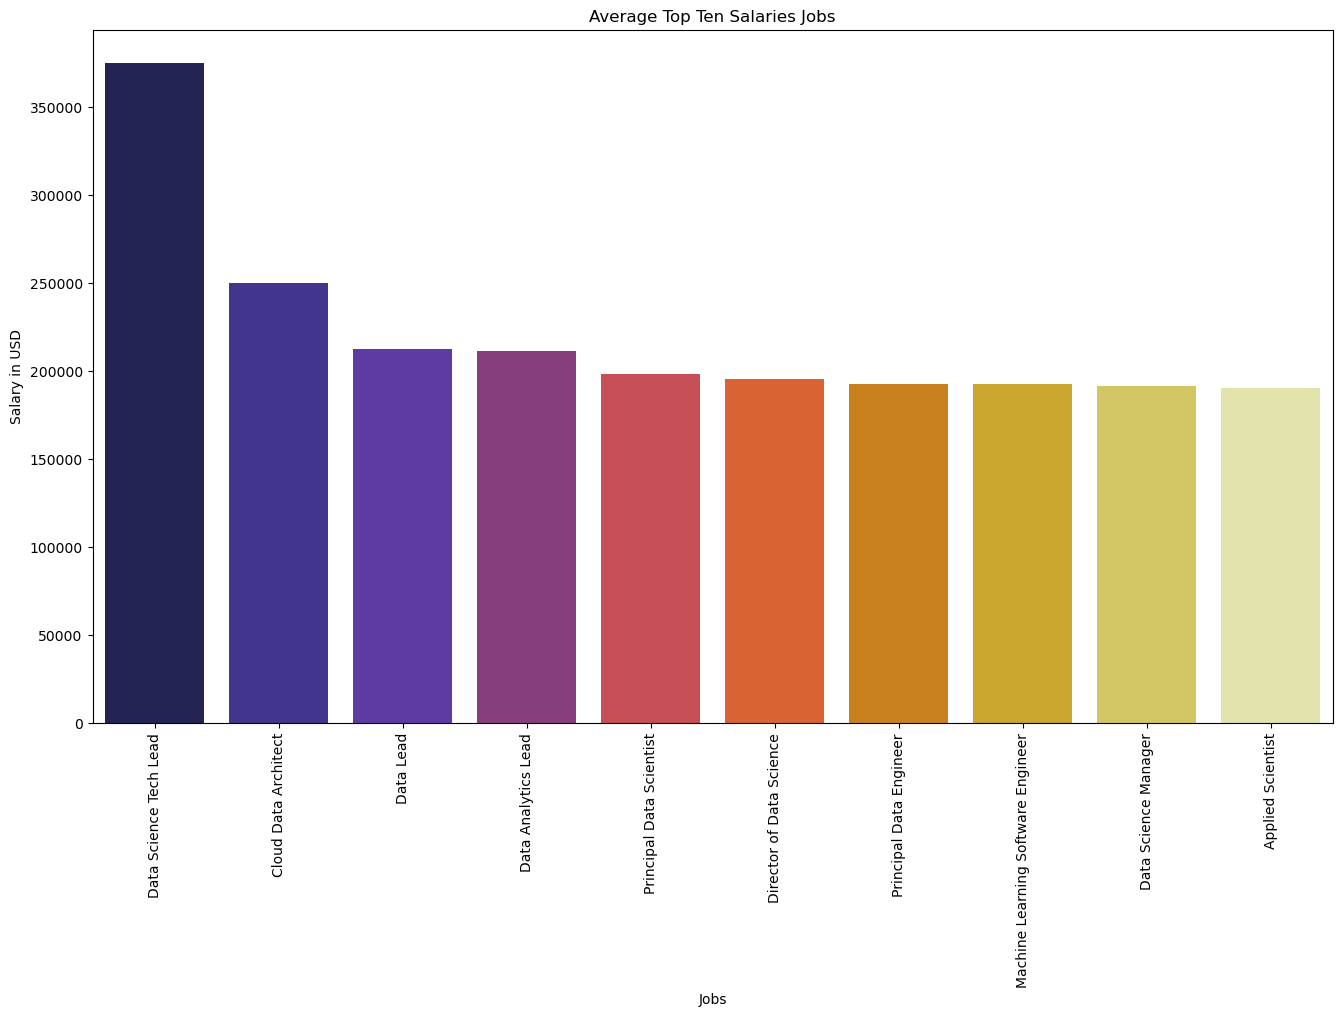 Average Top Ten Salaries Jobs
Salary in USD
350000
300000
250000
200000
150000
100000
50000
0
Data Science Tech Lead
Cloud Data Architect
Data Lead
Data Analytics Lead
Principal Data Scientist
Director of Data Science
Principal Data Engineer
Machine Learning Software Engineer
Data Science Manager
Applied Scientist
Jobs